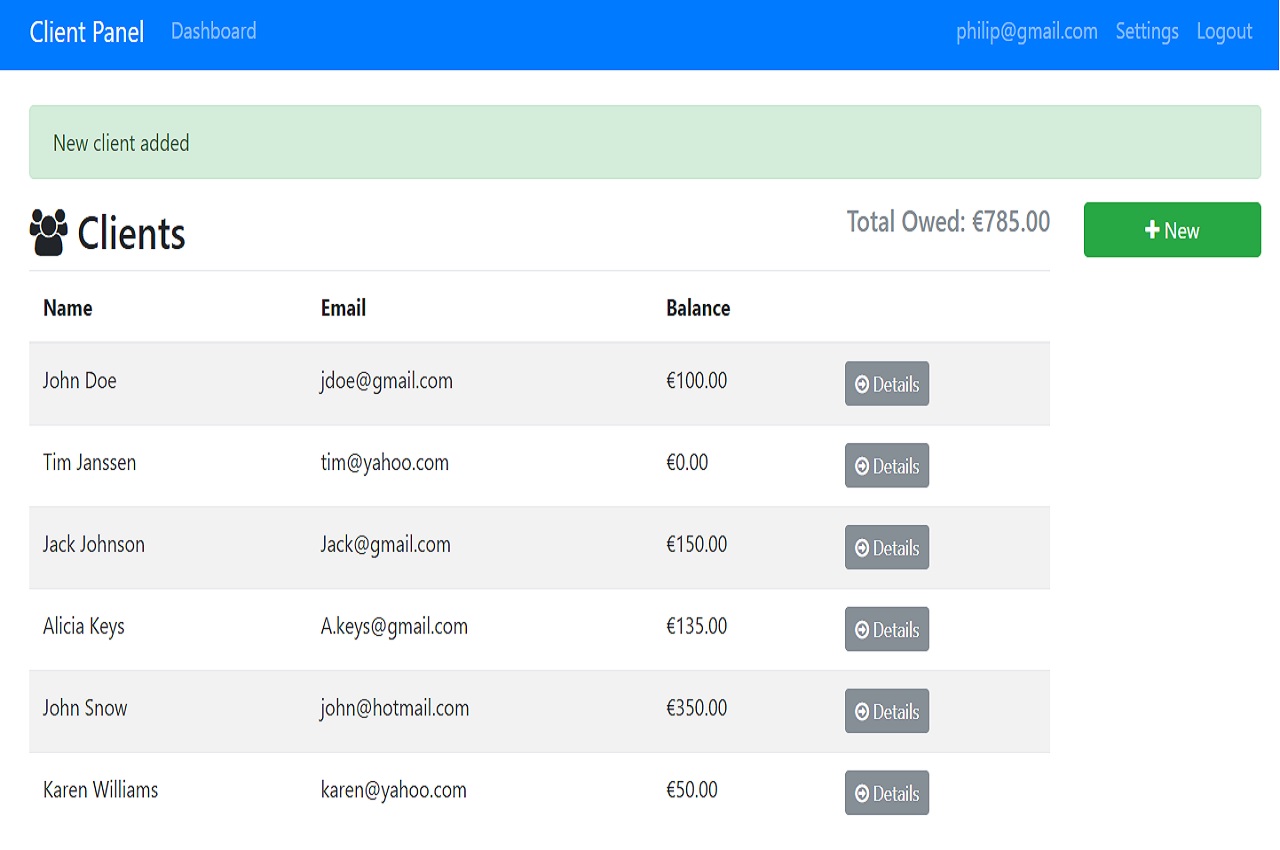 Client Panel Dashboard philip@gmail.com Settings Logout
New client added
Clients Total Owed: €785.00 New
Name Email Balance
John Doe jdoe@gmail.com €100.00 Details
Tim Janssen tim@yahoo.com €0.00 Details
Jack Johnson Jack@gmail.com €150.00 Details
Alicia Keys A.keys@gmail.com €135.00 Details
John Snow john@hotmail.com €350.00 Details
Karen Williams karen@yahoo.com €50.00 Details